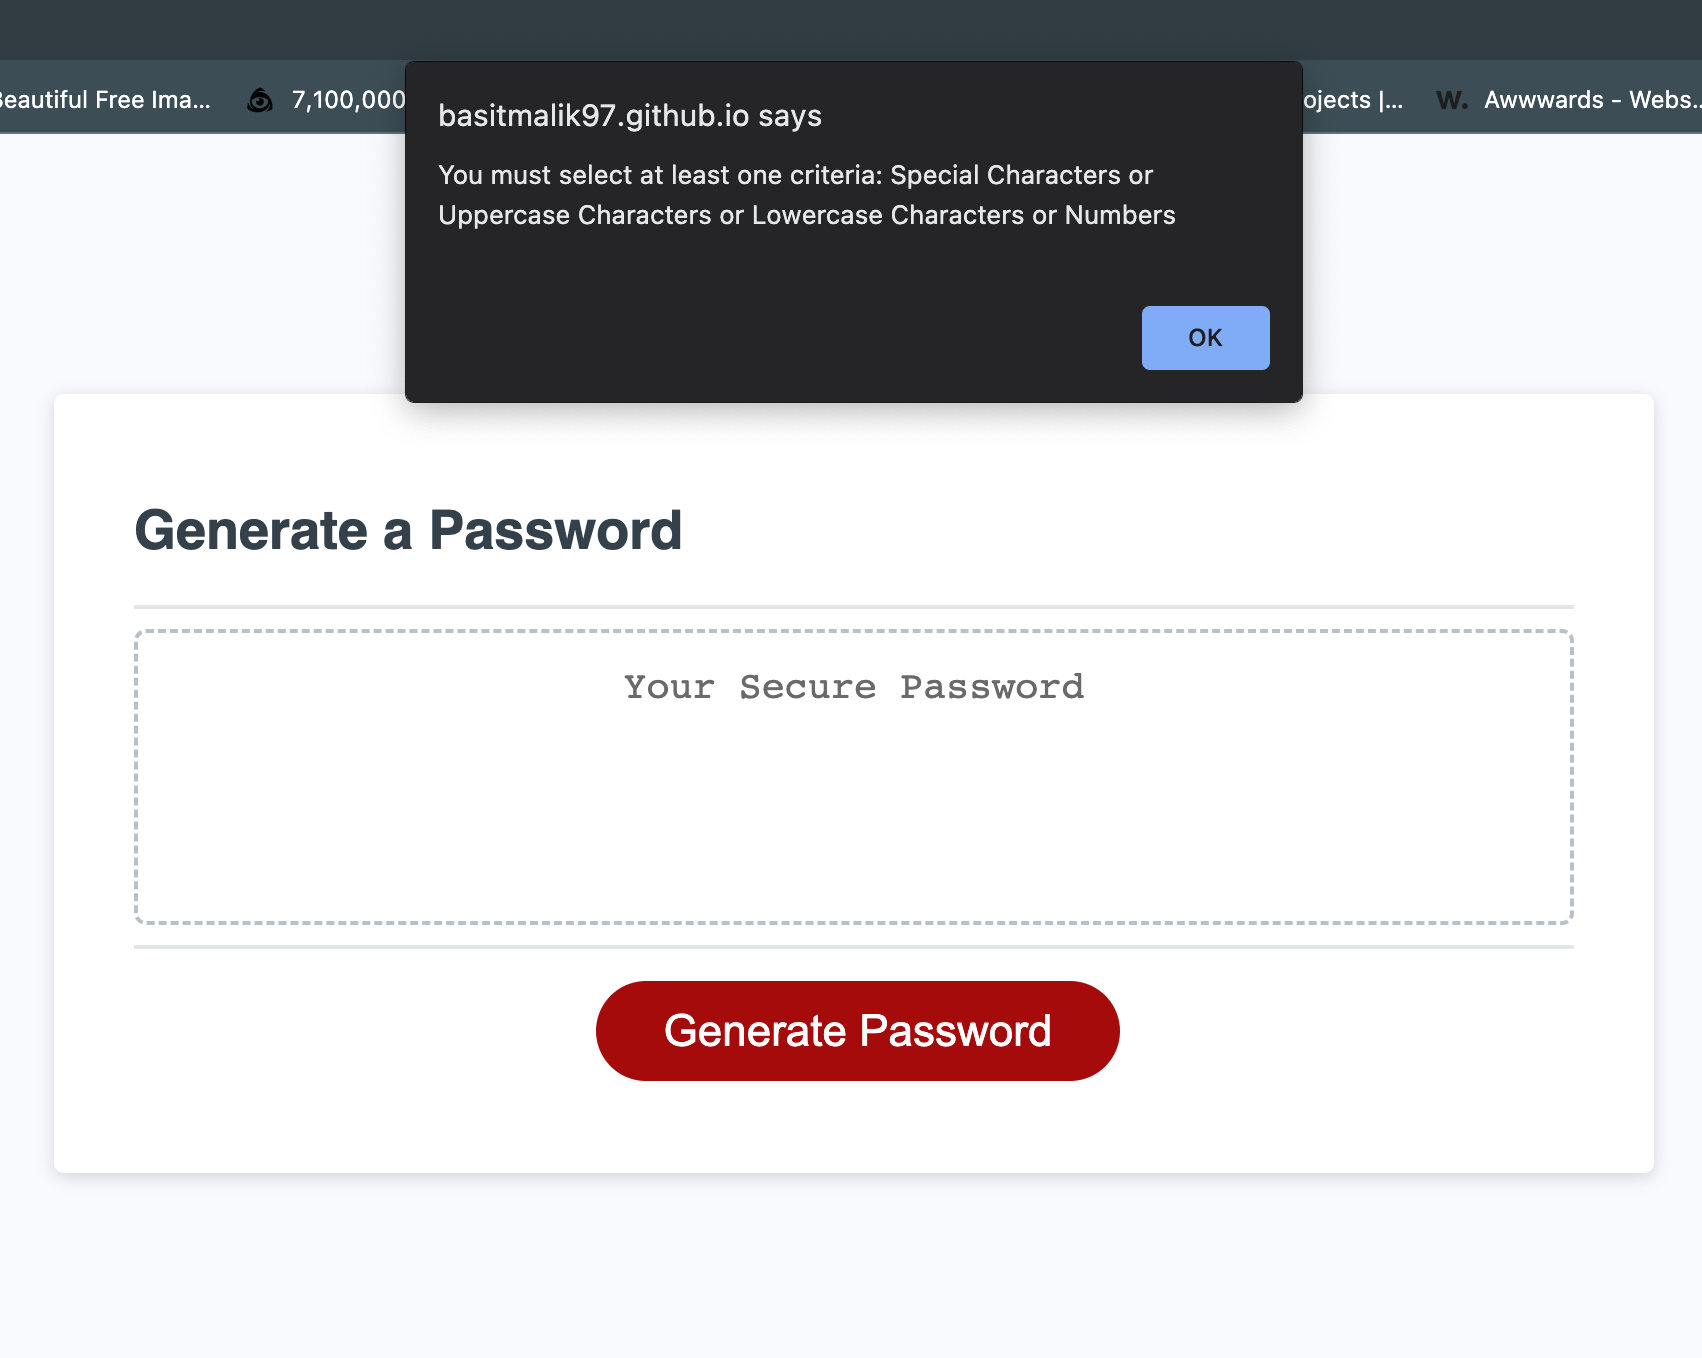 Beautiful Free Ima...
7,100,000
ojects |...
W. Awwwards - Webs...
basitmalik97.github.io says
You must select at least one criteria: Special Characters or
Uppercase Characters or Lowercase Characters or Numbers
OK
Generate a Password
Your Secure Password
Generate Password